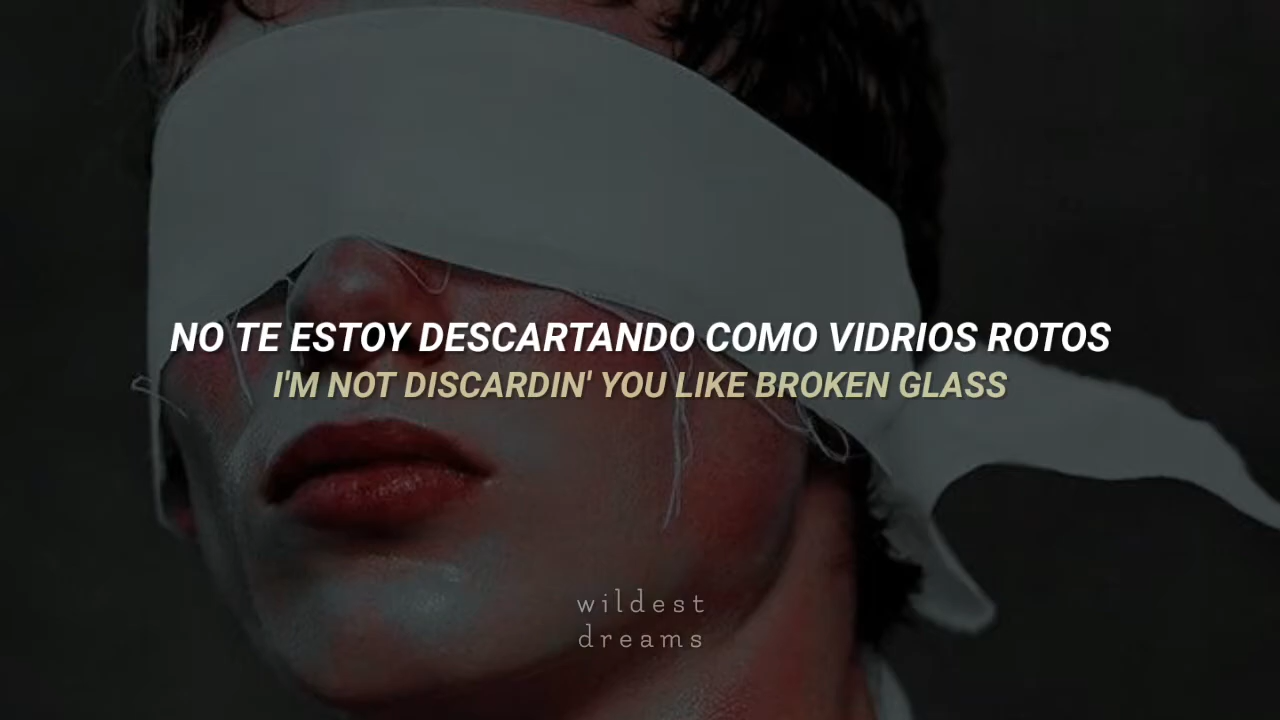 NO TE ESTOY DESCARTANDO COMO VIDRIOS ROTOS
I'M NOT DISCARDIN' YOU LIKE BROKEN GLASS
wildest
dreams